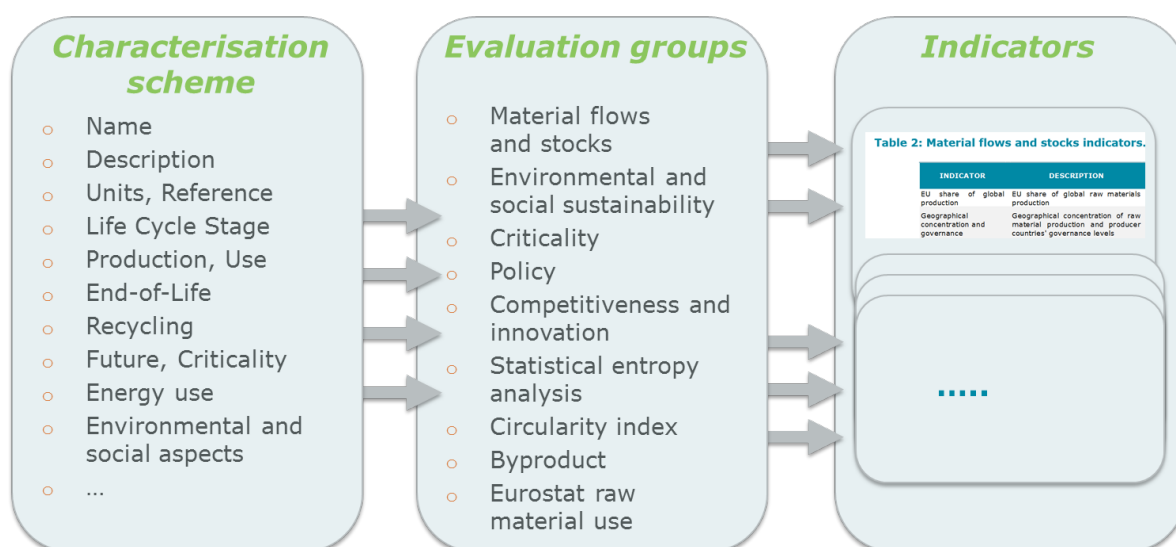 Characterisation
scheme
Name
Description
Units, Reference
Life Cycle Stage
Production, Use
End-of-Life
Recycling
Future, Criticality
Energy use
Environmental and
social aspects
...
Evaluation groups
Material flows
and stocks
Environmental and
social sustainability
Criticality
Policy
Competitiveness and
innovation
Statistical entropy
analysis
Circularity index
Byproduct
Eurostat raw
material use
Indicators
Table 2: Material flows and stocks indicators.
INDICATOR DESCRIPTION
EU share of global EU share of global raw materials
production production
Geographical Geographical concentration of raw
concentration and material production and producer
governance countries' governance levels
.....